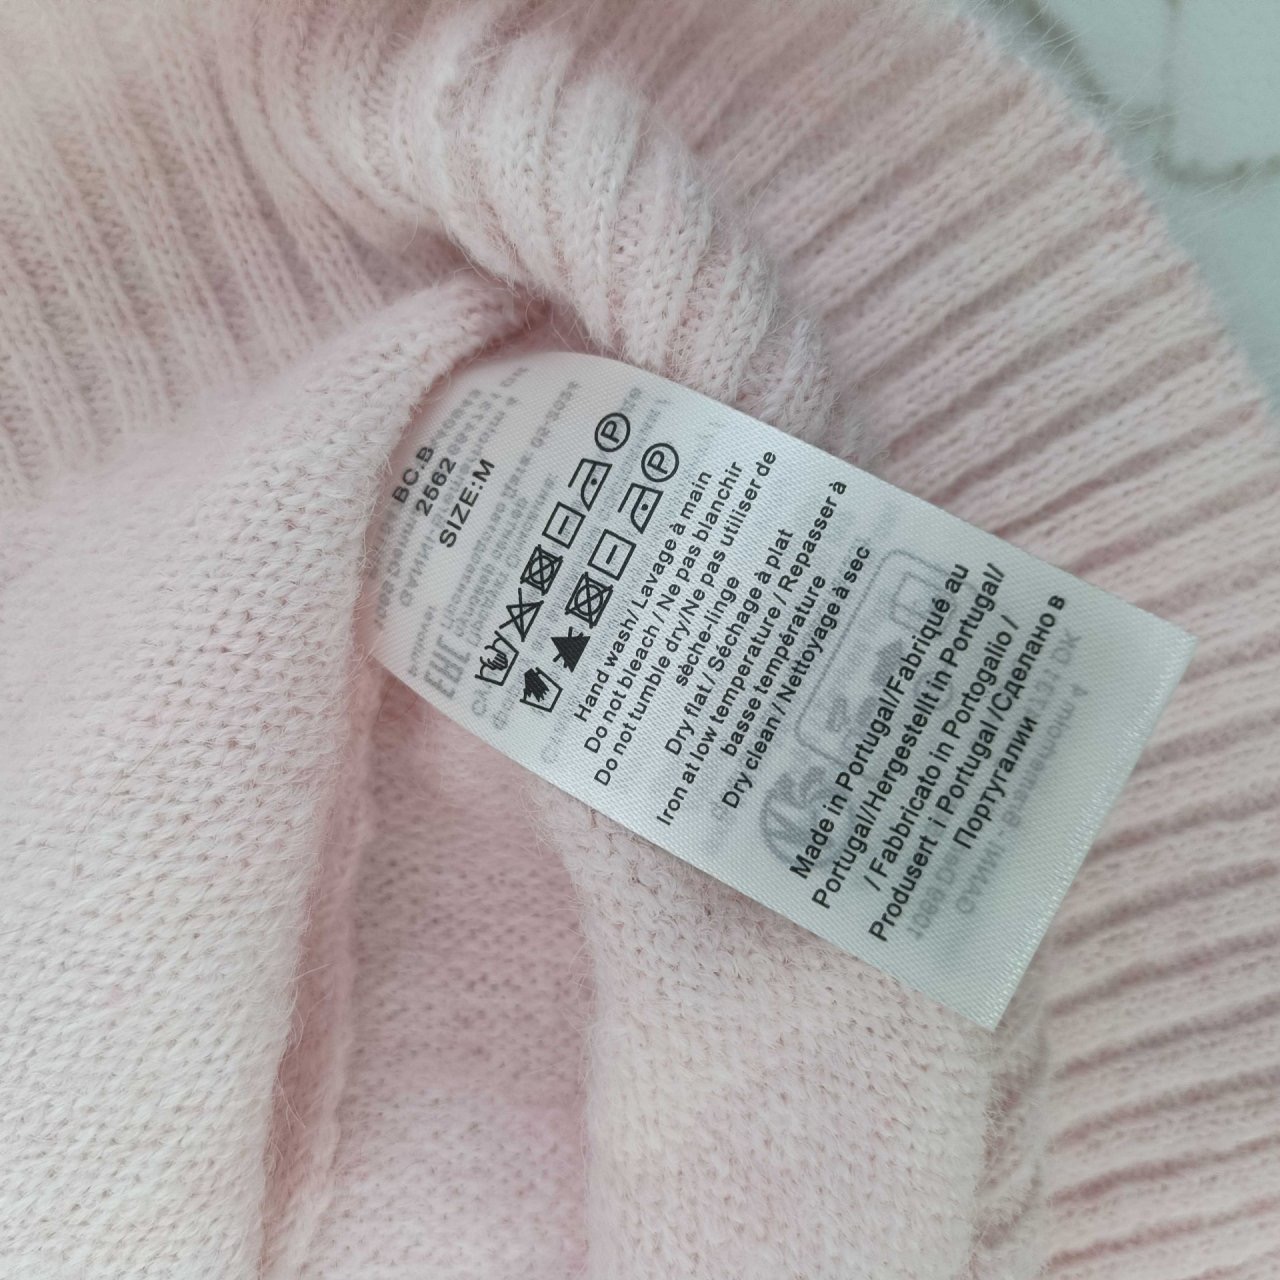 BC.B
2562
SIZE:M
P
P
Hand wash/ Lavage à main
Do not bleach / Ne pas blanchir
Do not tumble dry/Ne pas utiliser de
sèche-linge
Dry flat / Séchage à plat
Iron at low temperature / Repasser à
basse température
Dry clean / Nettoyage à sec
Made in Portugal/Fabriqué au
Portugal/Hergestellt in Portugal/
/ Fabbricato in Portogalio /
Produsert i Portugal /Сделано в
Португалии